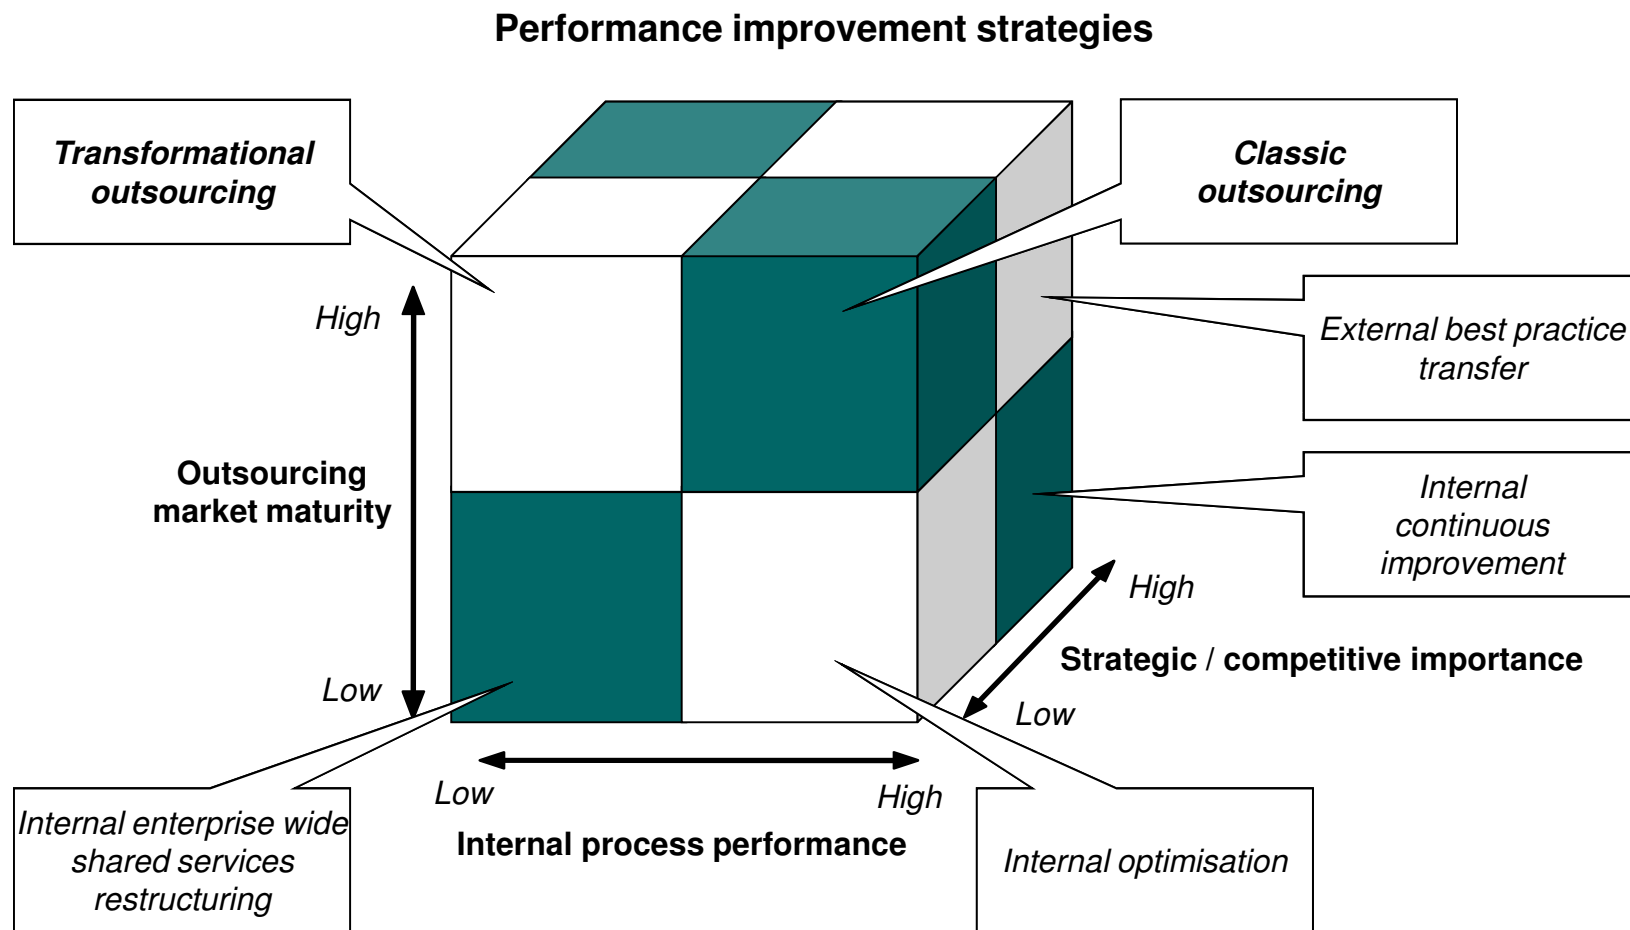 Performance improvement strategies
Transformational
outsourcing
Classic
outsourcing
High
External best practice
transfer
Outsourcing
market maturity
Internal
continuous
improvement
High
Strategic / competitive importance
Low
Low
Low
High
Internal process performance
Internal enterprise wide
shared services
restructuring
Internal optimisation